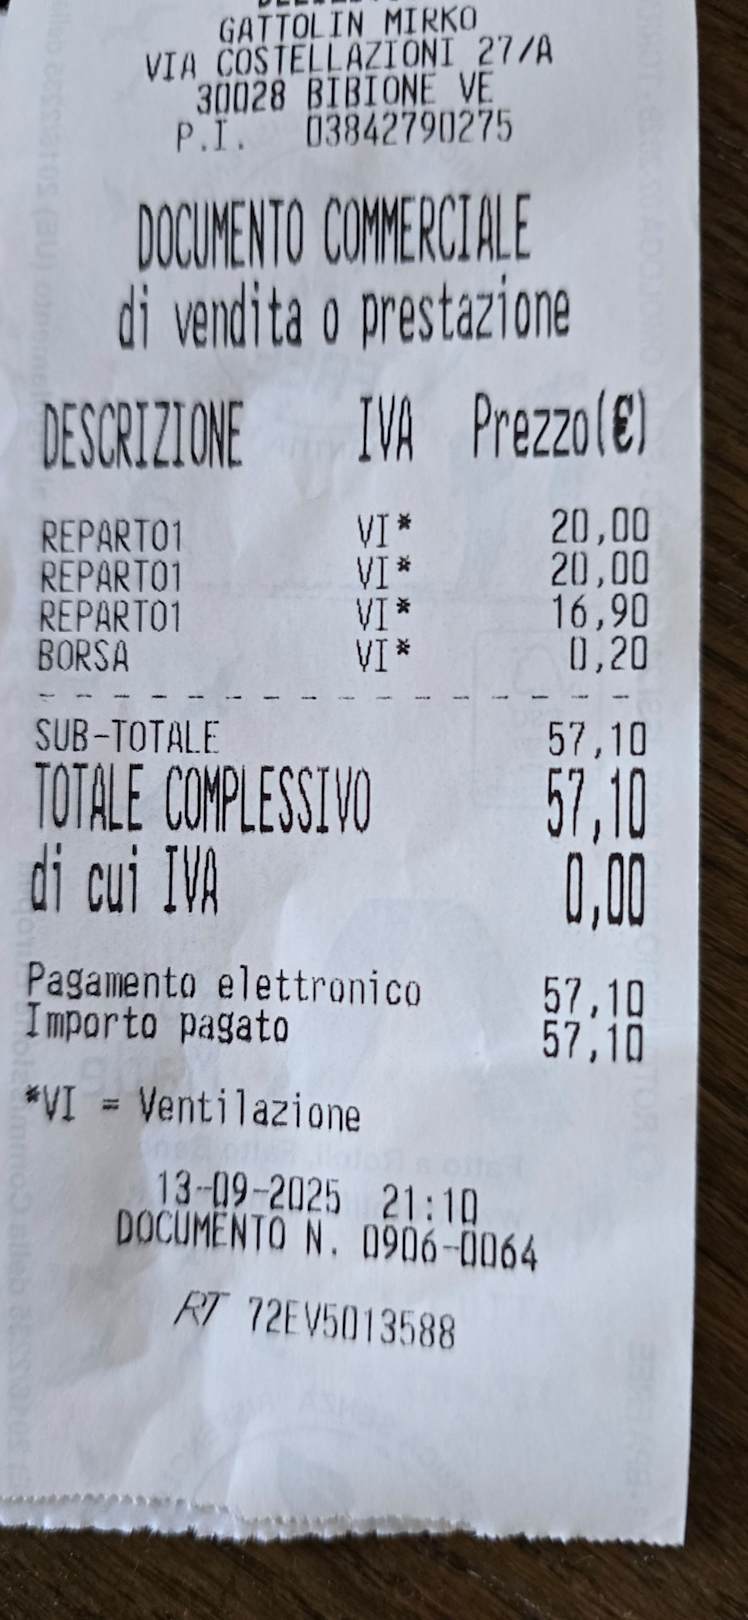 GATTOLIN MIRKO
VIA COSTELLAZIONI 27/A
30028 BIBIONE VE
P.I. 03842790275
DOCUMENTO COMMERCIALE
di vendita o prestazione
DESCRIZIONE IVA Prezzo(€)
REPARTO1 VI* 20,00
REPARTO1 VI* 20,00
REPARTO1 VI* 16,90
BORSA VI* 0,20
SUB-TOTALE 57,10
TOTALE COMPLESSIVO 57,10
di cui IVA 0,00
Pagamento elettronico 57,10
Importo pagato 57,10
*VI = Ventilazione
13-09-2025 21:10
DOCUMENTO N. 0906-0064
RT 72EV5013588